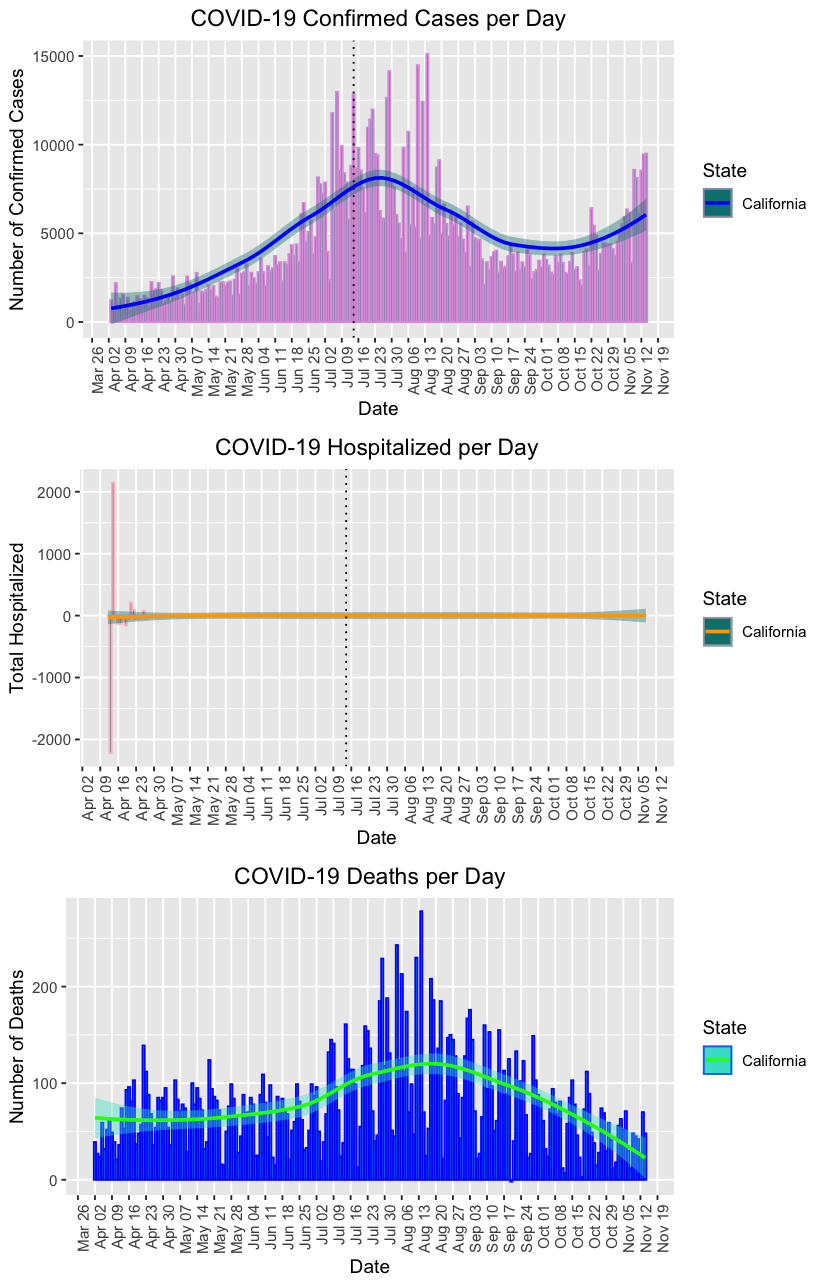 COVID-19 Confirmed Cases per Day
Number of Confirmed Cases
15000
10000
5000
0
Mar 26
Apr 02
Apr 09
Apr 16
Apr 23
Apr 30
May 07
May 14
May 21
May 28
Jun 04
Jun 11
Jun 18
Jun 25
Jul 02
Jul 09
Jul 16
Jul 23
Jul 30
Aug 06
Aug 13
Aug 20
Aug 27
Sep 03
Sep 10
Sep 17
Sep 24
Oct 01
Oct 08
Oct 15
Oct 22
Oct 29
Nov 05
Nov 12
Nov 19
Date
State
California
COVID-19 Hospitalized per Day
Total Hospitalized
2000
1000
0
-1000
-2000
Apr 02
Apr 09
Apr 16
Apr 23
Apr 30
May 07
May 14
May 21
May 28
Jun 04
Jun 11
Jun 18
Jun 25
Jul 02
Jul 09
Jul 16
Jul 23
Jul 30
Aug 06
Aug 13
Aug 20
Aug 27
Sep 03
Sep 10
Sep 17
Sep 24
Oct 01
Oct 08
Oct 15
Oct 22
Oct 29
Nov 05
Nov 12
Date
State
California
COVID-19 Deaths per Day
Number of Deaths
200
100
0
Mar 26
Apr 02
Apr 09
Apr 16
Apr 23
Apr 30
May 07
May 14
May 21
May 28
Jun 04
Jun 11
Jun 18
Jun 25
Jul 02
Jul 09
Jul 16
Jul 23
Jul 30
Aug 06
Aug 13
Aug 20
Aug 27
Sep 03
Sep 10
Sep 17
Sep 24
Oct 01
Oct 08
Oct 15
Oct 22
Oct 29
Nov 05
Nov 12
Nov 19
Date
State
California